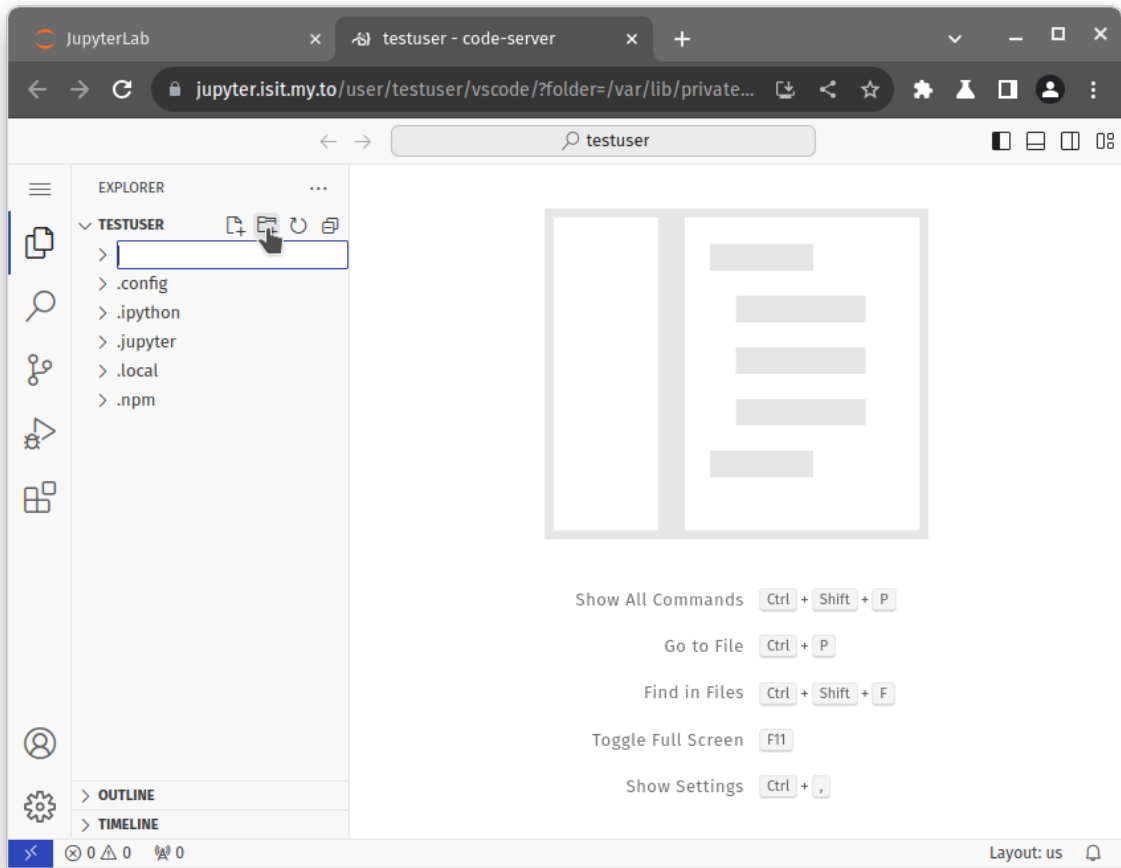 JupyterLab
testuser - code-server
jupyter.isit.my.to/user/testuser/vscode/?folder=/var/lib/private...
testuser
EXPLORER
TESTUSER
.config
.ipython
.jupyter
.local
.npm
Show All Commands Ctrl + Shift + P
Go to File Ctrl + P
Find in Files Ctrl + Shift + F
Toggle Full Screen F11
Show Settings Ctrl + ,
OUTLINE
TIMELINE
0 0 0
Layout: us